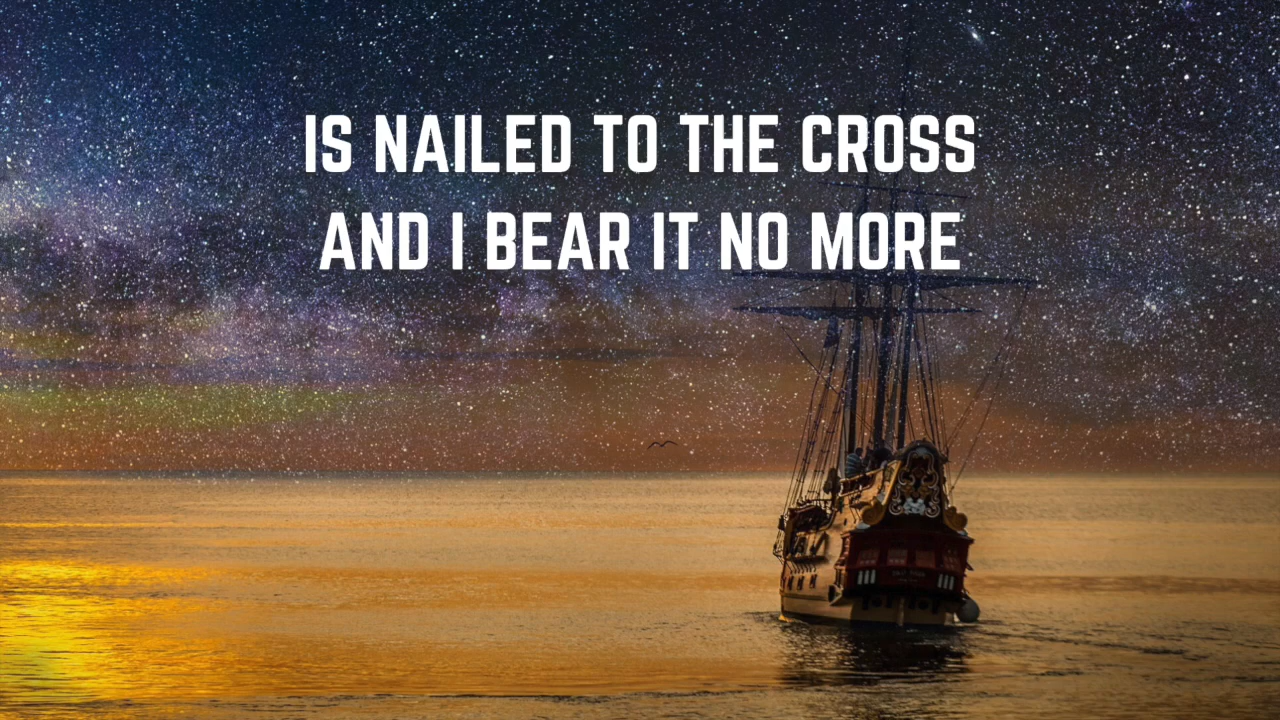 IS NAILED TO THE CROSS
AND I BEAR IT NO MORE